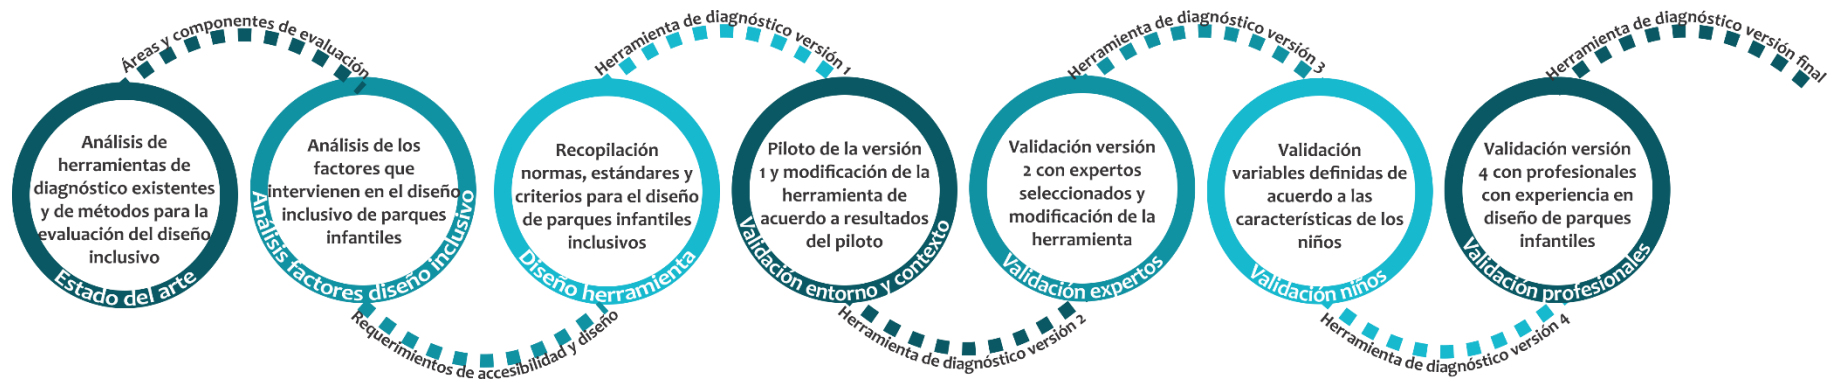 Áreas y componentes de evaluación
Análisis de
herramientas de
diagnóstico existentes
y de métodos para la
evaluación del diseño
inclusivo
Estado del arte
Análisis de los
factores que
intervienen en el diseño
inclusivo de parques
infantiles
Análisis factores diseño inclusivo
Requerimientos de accesibilidad y diseño
Recopilación
normas, estándares y
criterios para el diseño
de parques infantiles
inclusivos
Diseño herramienta
Herramienta de diagnóstico versión 1
Piloto de la versión
1 y modificación de la
herramienta de
acuerdo a resultados
del piloto
Validación entorno y contexto
Herramienta de diagnóstico versión 2
Validación versión
2 con expertos
seleccionados y
modificación de la
herramienta
Validación expertos
Herramienta de diagnóstico versión 3
Validación
variables definidas de
acuerdo a las
características de los
niños
Validación niños
Herramienta de diagnóstico versión 4
Validación versión
4 con profesionales
con experiencia en
diseño de parques
infantiles
Validación profesionales
Herramienta de diagnóstico versión final